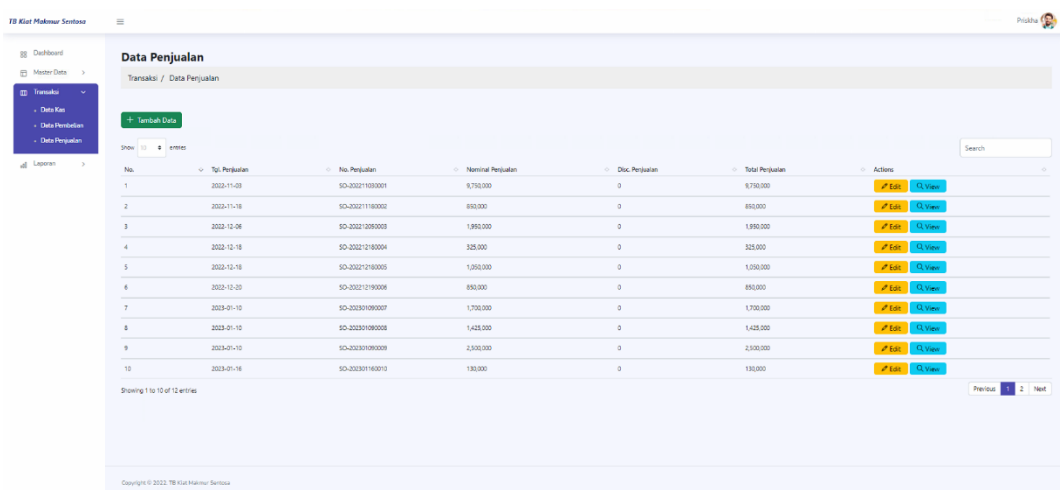 TB Kiat Makmur Sentosa
Priskha
Dashboard
Master Data
Transaksi
Data Kas
Data Pembelian
Data Penjualan
Laporan
Data Penjualan
Transaksi / Data Penjualan
+ Tambah Data
Show 10 entries
Search
No. Tgl. Penjualan No. Penjualan Nominal Penjualan Disc. Penjualan Total Penjualan Actions
1 2022-11-03 SO-202211030001 9,750,000 0 9,750,000 Edit View
2 2022-11-18 SO-202211160002 850,000 0 850,000 Edit View
3 2022-12-06 SO-202212050003 1,950,000 0 1,950,000 Edit View
4 2022-12-18 SO-202212180004 325,000 0 325,000 Edit View
5 2022-12-18 SO-202212180005 1,050,000 0 1,050,000 Edit View
6 2022-12-20 SO-202212190006 850,000 0 850,000 Edit View
7 2023-01-10 SO-202301090007 1,700,000 0 1,700,000 Edit View
8 2023-01-10 SO-202301090008 1,425,000 0 1,425,000 Edit View
9 2023-01-10 SO-202301090009 2,500,000 0 2,500,000 Edit View
10 2023-01-16 SO-202301160010 130,000 0 130,000 Edit View
Showing 1 to 10 of 12 entries
Previous 1 2 Next
Copyright © 2022. TB Kiat Makmur Sentosa